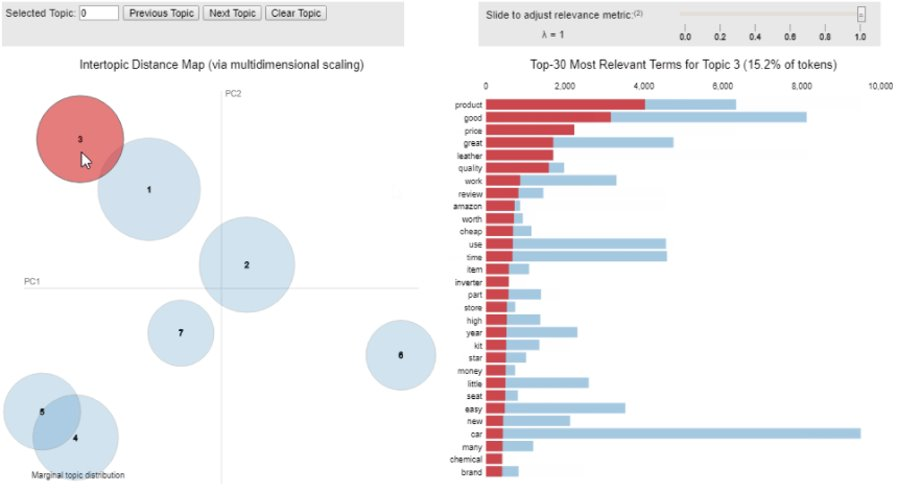 Selected Topic: 0 Previous Topic Next Topic Clear Topic
Slide to adjust relevance metric:(2)
λ = 1
0.0 0.2 0.4 0.6 0.8 1.0
Intertopic Distance Map (via multidimensional scaling)
PC2
3
1
2
PC1
7
6
5
4
Marginal topic distribution
Top-30 Most Relevant Terms for Topic 3 (15.2% of tokens)
0 2,000 4,000 6,000 8,000 10,000
product
good
price
great
leather
quality
work
review
amazon
worth
cheap
use
time
item
inverter
part
store
high
year
kit
star
money
little
seat
easy
new
car
many
chemical
brand